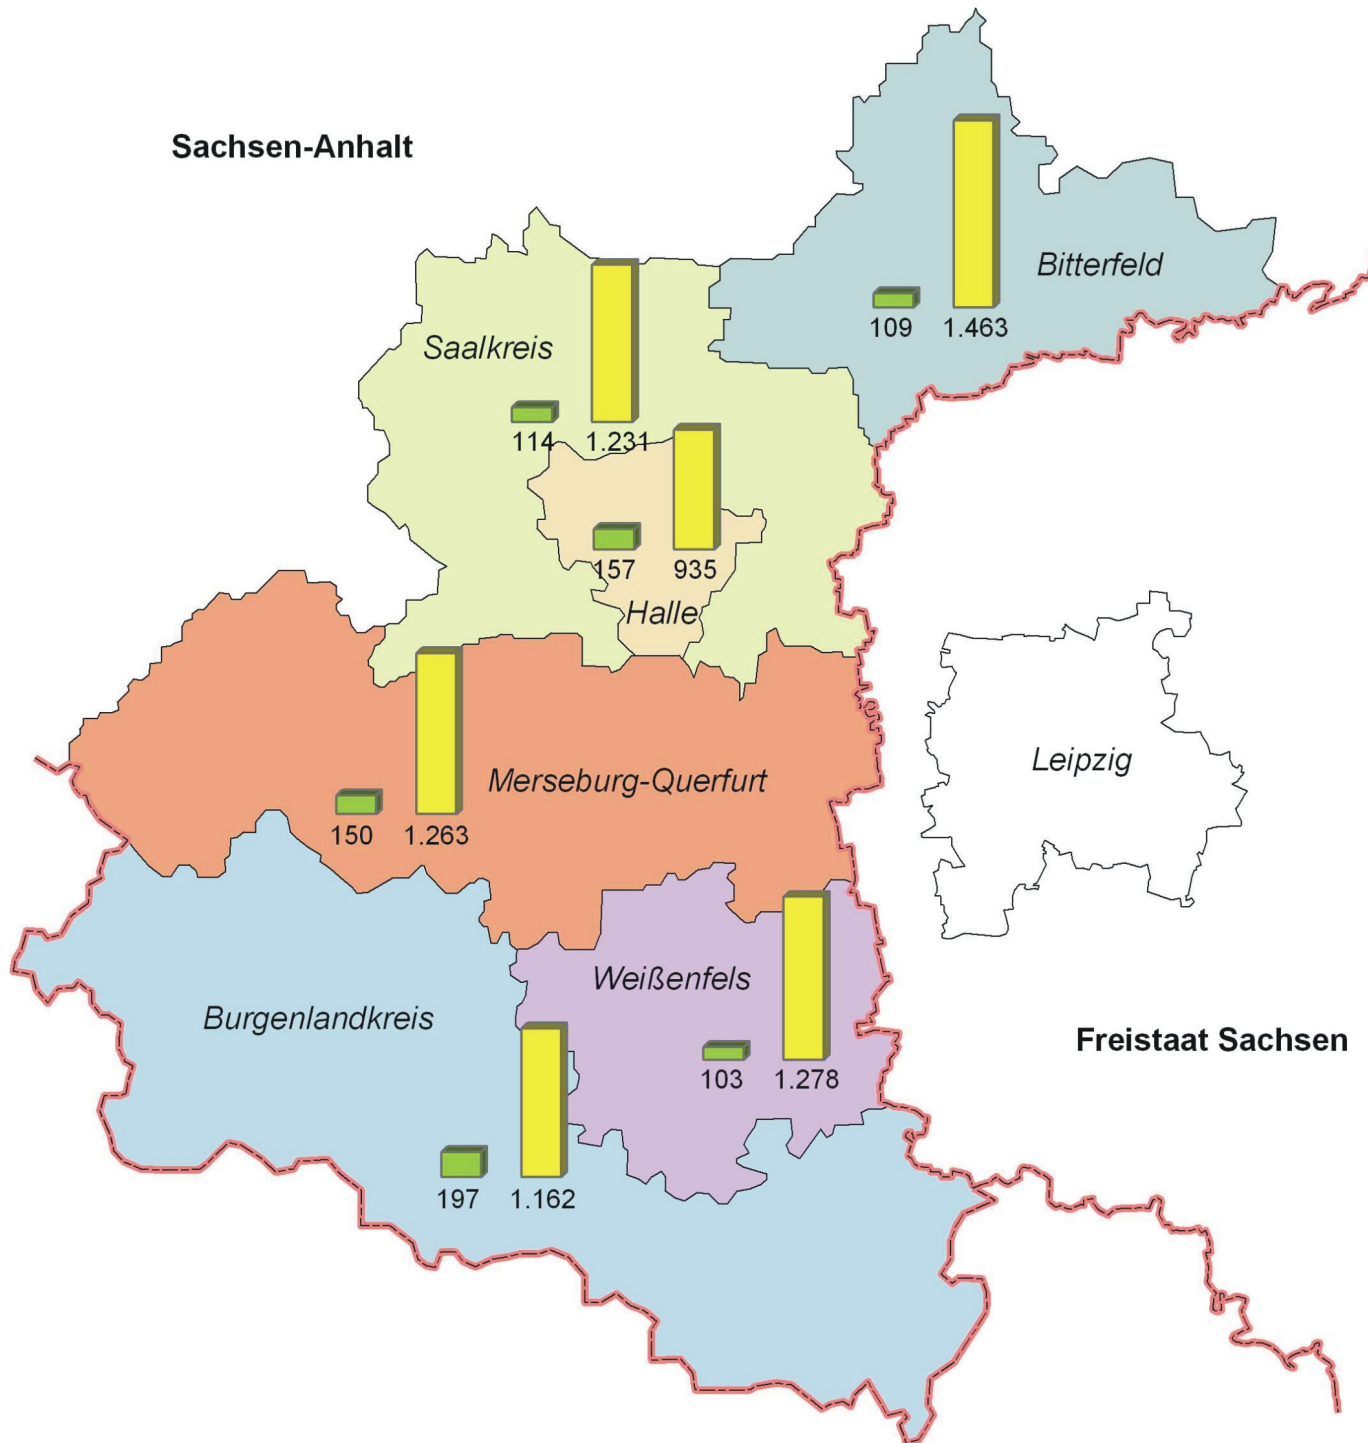 Sachsen-Anhalt
Bitterfeld
109 1.463
Saalkreis
114 1.231
157 935
Halle
Leipzig
Merseburg-Querfurt
150 1.263
Weißenfels
Burgenlandkreis
Freistaat Sachsen
103 1.278
197 1.162